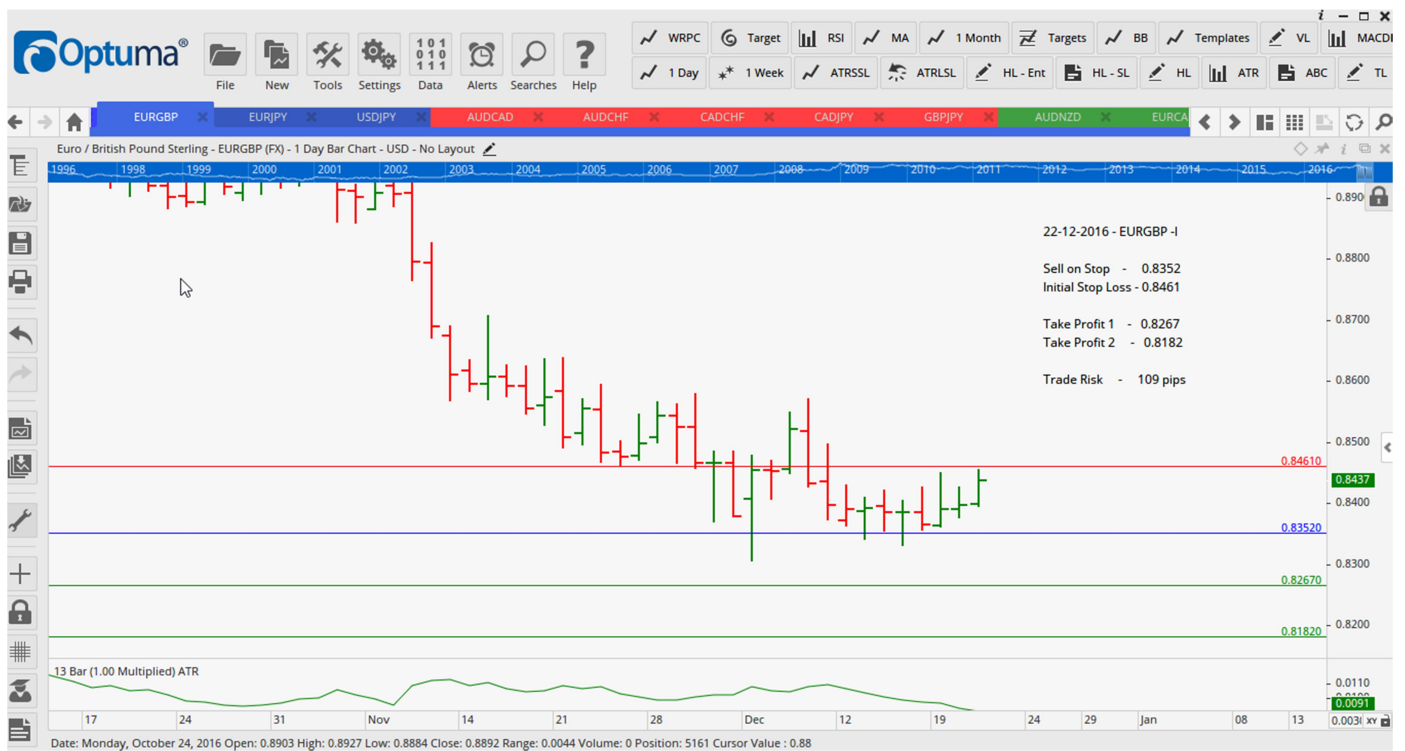 Optuma®
File
New
Tools
Settings
Data
Alerts
Searches
Help
WRPC
Target
RSI
MA
1 Month
Targets
BB
Templates
VL
MACDI
1 Day
1 Week
ATRSSL
ATRLSL
HL - Ent
HL - SL
HL
ATR
ABC
TL
EURGBP
EURJPY
USDJPY
AUDCAD
AUDCHF
CADCHF
CADJPY
GBPJPY
AUDNZD
EURCA
Euro / British Pound Sterling - EURGBP (FX) - 1 Day Bar Chart - USD - No Layout
1996 1998 1999 2000 2001 2002 2003 2004 2005 2006 2007 2008 2009 2010 2011 2012 2013 2014 2015 2016
0.890
22-12-2016 - EURGBP -I
0.8800
Sell on Stop - 0.8352
Initial Stop Loss - 0.8461
0.8700
Take Profit 1 - 0.8267
Take Profit 2 - 0.8182
Trade Risk - 109 pips
0.8600
0.8500
0.84610
0.8437
0.8400
0.83520
0.8300
0.82670
0.8200
0.81820
13 Bar (1.00 Multiplied) ATR
0.0110
0.0091
17 24 31 Nov 14 21 28 Dec 12 19 24 29 Jan 08 13
XY
Date: Monday, October 24, 2016 Open: 0.8903 High: 0.8927 Low: 0.8884 Close: 0.8892 Range: 0.0044 Volume: 0 Position: 5161 Cursor Value : 0.88